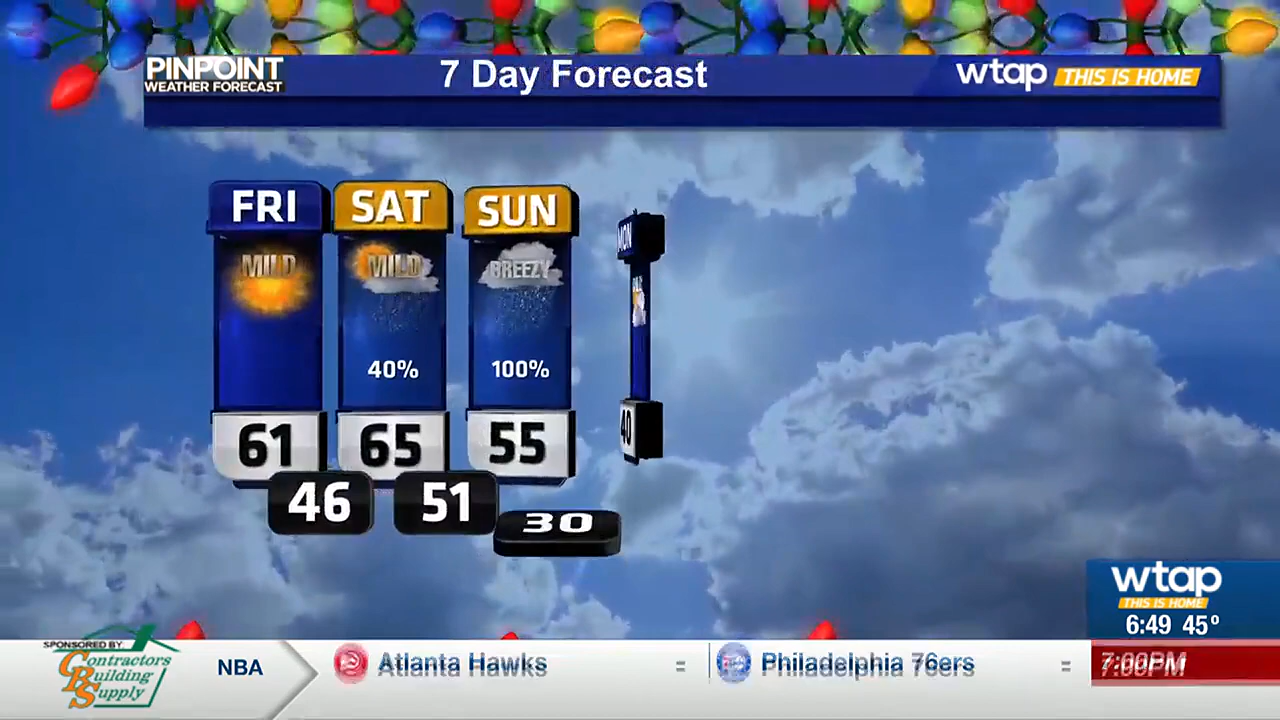 PINPOINT
WEATHER FORECAST
7 Day Forecast
wtap THIS IS HOME
FRI SAT SUN MON
MILD MILD BREEZY
40% 100%
61 65 55 40
46 51 30
wtap
THIS IS HOME
6:49 45°
SPONSORED BY:
Contractors
Building
Supply
NBA
Atlanta Hawks =
Philadelphia 76ers =
7:00PM